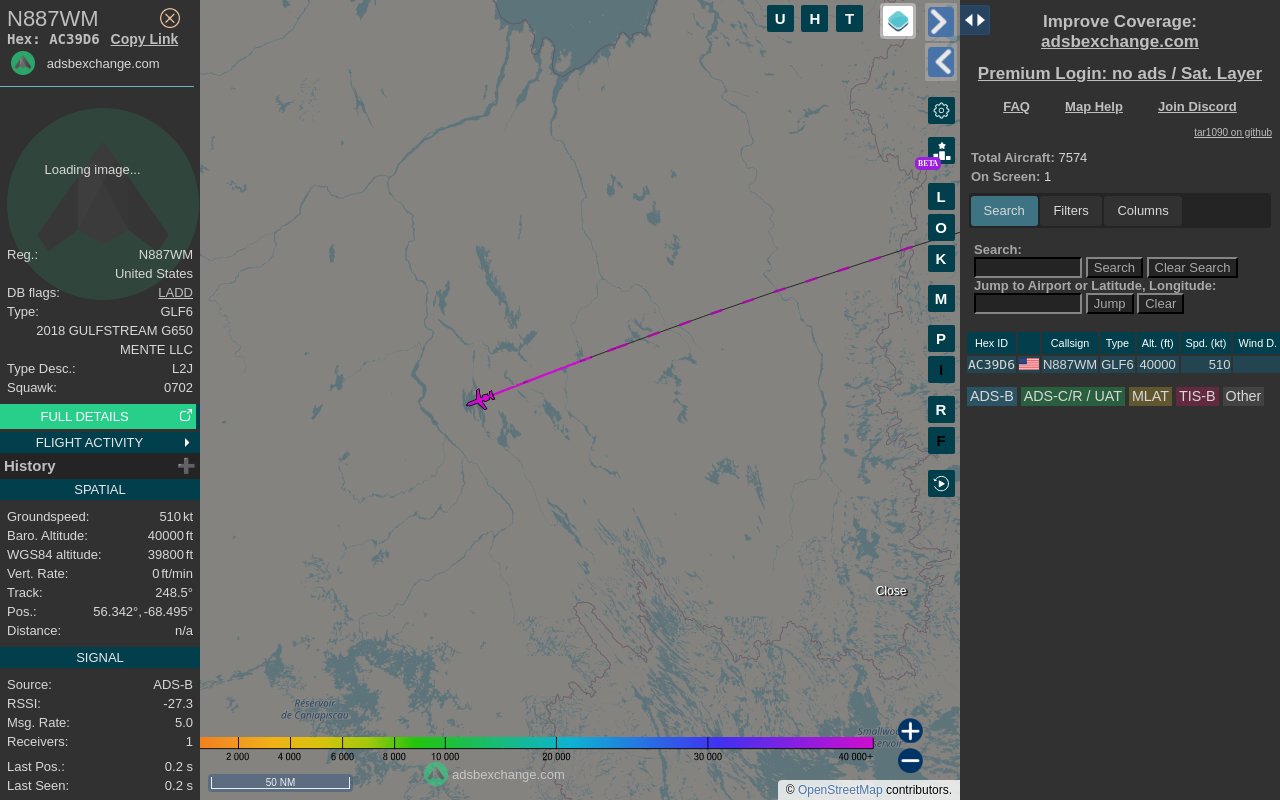 N887WM
Hex: AC39D6 Copy Link
adsbexchange.com
Loading image...
Reg.: N887WM
United States
DB flags: LADD
Type: GLF6
2018 GULFSTREAM G650
MENTE LLC
Type Desc.: L2J
Squawk: 0702
FULL DETAILS
FLIGHT ACTIVITY
History
SPATIAL
Groundspeed: 510 kt
Baro. Altitude: 40000 ft
WGS84 altitude: 39800 ft
Vert. Rate: 0 ft/min
Track: 248.5°
Pos.: 56.342°, -68.495°
Distance: n/a
SIGNAL
Source: ADS-B
RSSI: -27.3
Msg. Rate: 5.0
Receivers: 1
Last Pos.: 0.2 s
Last Seen: 0.2 s
U H T
BETA
L
O
K
M
P
I
R
F
Close
Réservoir
de Caniapiscau
2 000 4 000 6 000 8 000 10 000 20 000 30 000 40 000+
adsbexchange.com
50 NM
© OpenStreetMap contributors.
Improve Coverage:
adsbexchange.com
Premium Login: no ads / Sat. Layer
FAQ Map Help Join Discord
tar1090 on github
Total Aircraft: 7574
On Screen: 1
Search Filters Columns
Search:
Search Clear Search
Jump to Airport or Latitude, Longitude:
Jump Clear
Hex ID Callsign Type Alt. (ft) Spd. (kt) Wind D.
AC39D6 N887WM GLF6 40000 510
ADS-B ADS-C/R / UAT MLAT TIS-B Other